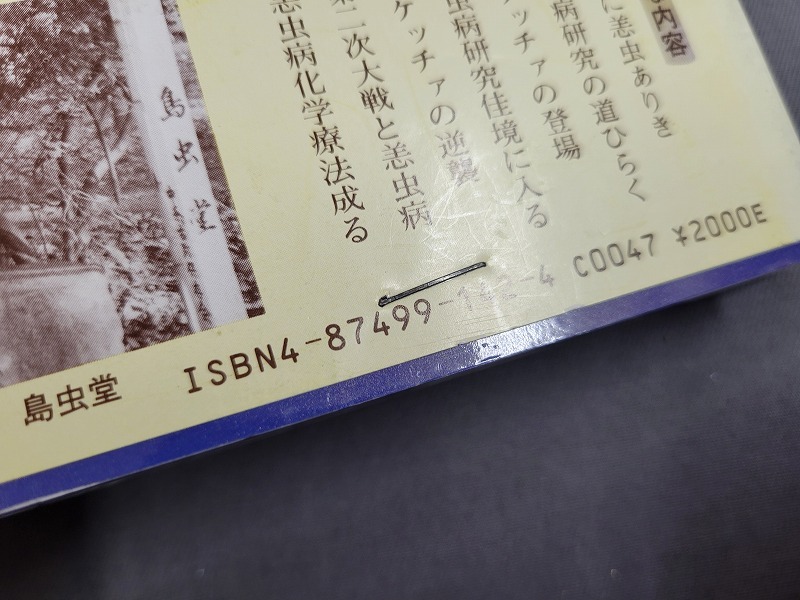 な内容
に恙虫ありき
病研究の道ひらく
ッチァの登場
虫病研究佳境に入る
ケッチァの逆襲
第二次大戦と恙虫病
恙虫病化学療法成る
島虫堂
島虫堂
ISBN4-87499-142-4 C0047 ¥2000E